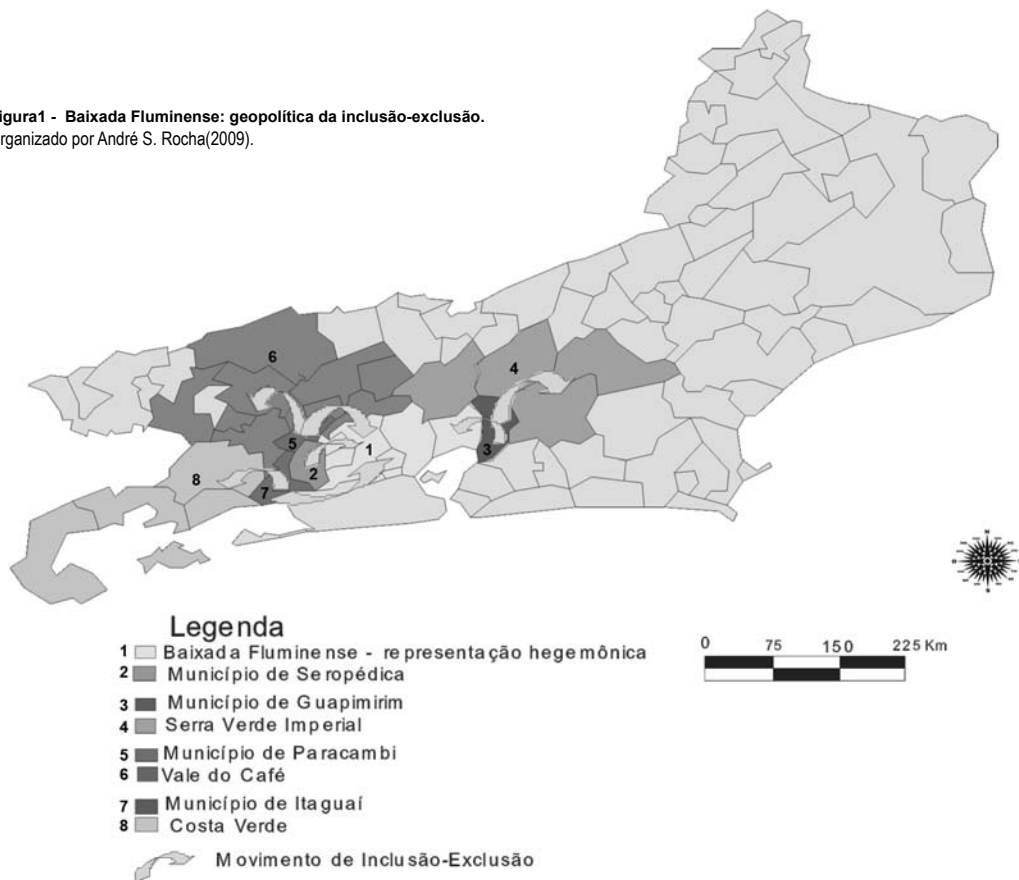 igura1 - Baixada Fluminense: geopolítica da inclusão-exclusão.
rganizado por André S. Rocha(2009).
6
4
5
1
3
2
8
7
Legenda
1 Baixada Fluminense - representação hegemônica
2 Município de Seropédica
3 Município de Guapimirim
4 Serra Verde Imperial
5 Município de Paracambi
6 Vale do Café
7 Município de Itaguaí
8 Costa Verde
Movimento de Inclusão-Exclusão
0 75 150 225 Km